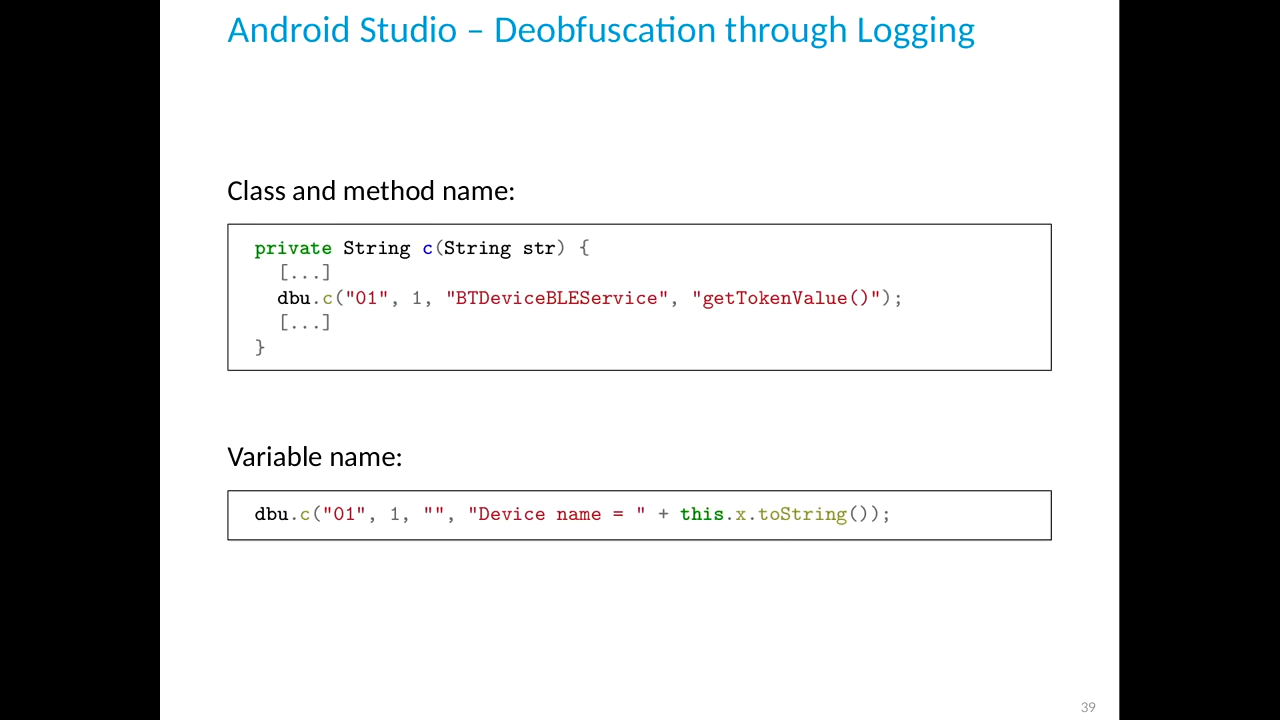 Android Studio – Deobfuscation through Logging
Class and method name:
private String c(String str) {
[...]
dbu.c("01", 1, "BTDeviceBLEService", "getTokenValue()");
[...]
}
Variable name:
dbu.c("01", 1, "", "Device name = " + this.x.toString());
39